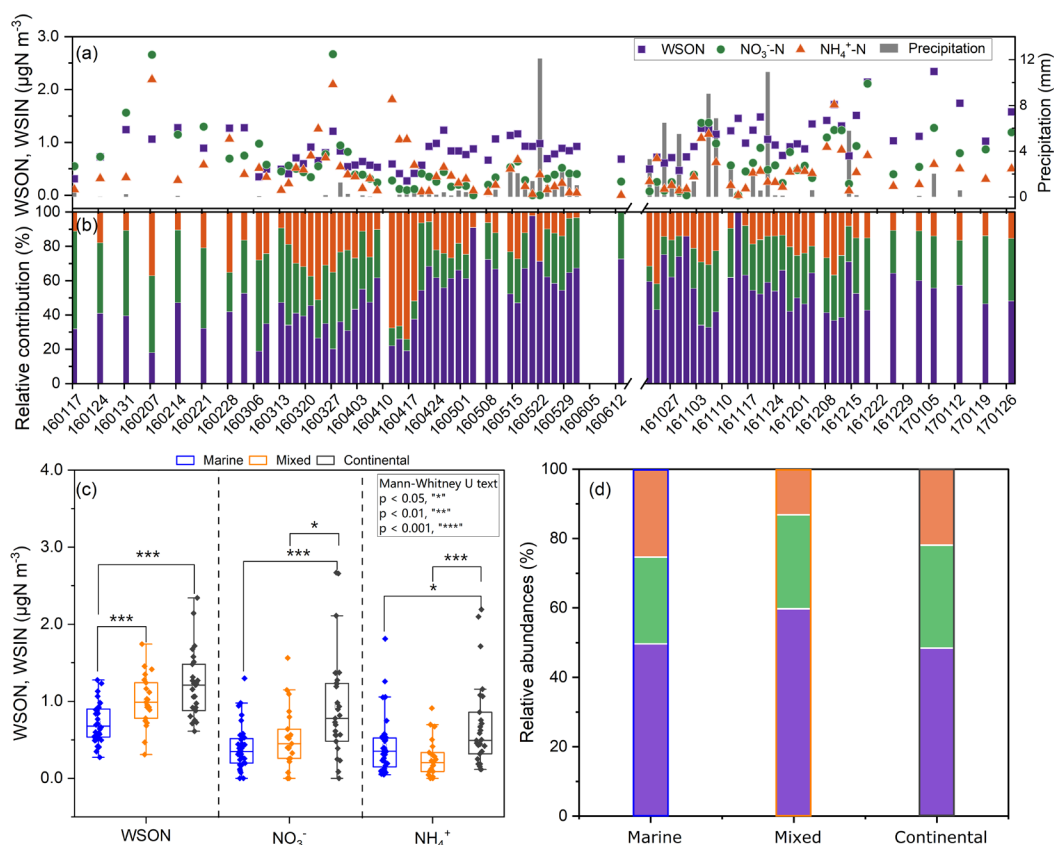 (a)
WSON
NO₃⁻-N
NH₄⁺-N
Precipitation
WSON, WSIN (μgN m⁻³)
3.0
2.0
1.0
0.0
Precipitation (mm)
12
8
4
0
(b)
Relative contribution (%)
100
80
60
40
20
0
160117
160124
160131
160207
160214
160221
160228
160306
160313
160320
160327
160403
160410
160417
160424
160501
160508
160515
160522
160529
160605
160612
161027
161103
161110
161117
161124
161201
161208
161215
161222
161229
170105
170112
170119
170126
Marine
Mixed
Continental
(c)
Mann-Whitney U text
p < 0.05, "*"
p < 0.01, "**"
p < 0.001, "***"
WSON, WSIN (μgN m⁻³)
4.0
3.0
2.0
1.0
0.0
***
***
***
*
***
*
WSON
NO₃⁻
NH₄⁺
(d)
Relative abundances (%)
100
80
60
40
20
0
Marine
Mixed
Continental